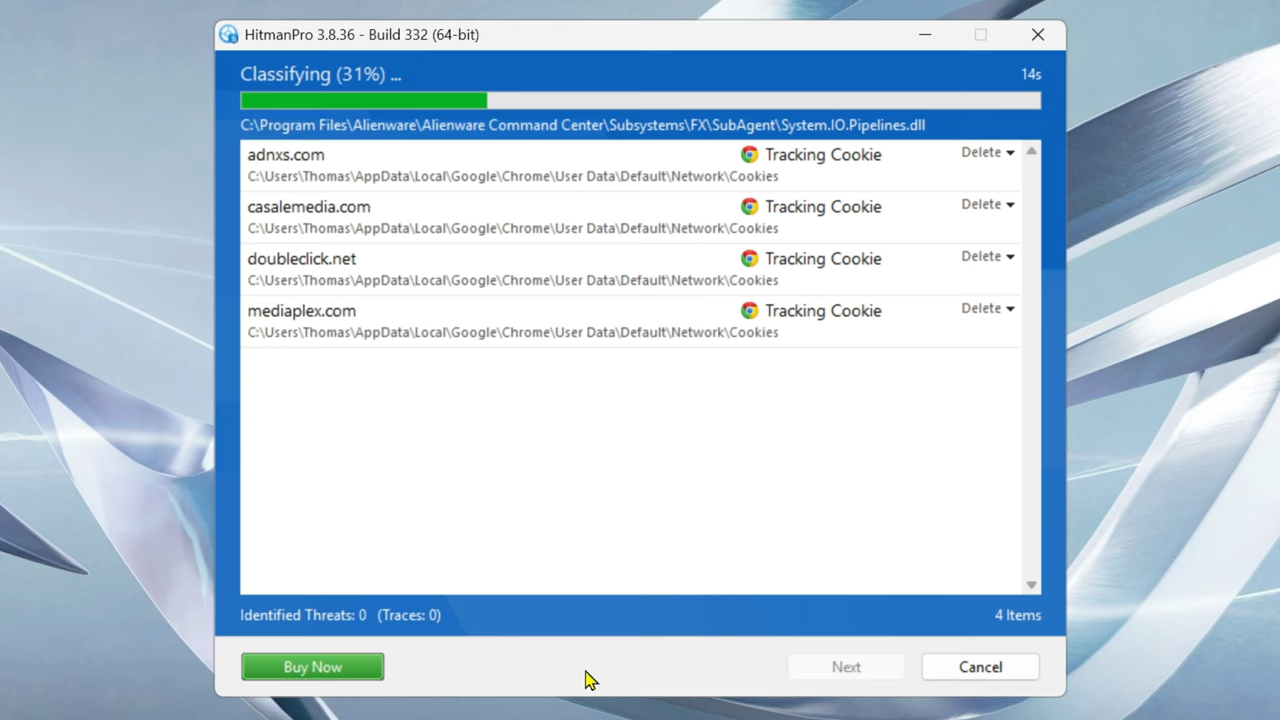 HitmanPro 3.8.36 - Build 332 (64-bit)
Classifying (31%) ...
14s
C:\Program Files\Alienware\Alienware Command Center\Subsystems\FX\SubAgent\System.IO.Pipelines.dll
adnxs.com Tracking Cookie Delete
C:\Users\Thomas\AppData\Local\Google\Chrome\User Data\Default\Network\Cookies
casalemedia.com Tracking Cookie Delete
C:\Users\Thomas\AppData\Local\Google\Chrome\User Data\Default\Network\Cookies
doubleclick.net Tracking Cookie Delete
C:\Users\Thomas\AppData\Local\Google\Chrome\User Data\Default\Network\Cookies
mediaplex.com Tracking Cookie Delete
C:\Users\Thomas\AppData\Local\Google\Chrome\User Data\Default\Network\Cookies
Identified Threats: 0 (Traces: 0)
4 Items
Buy Now
Next
Cancel